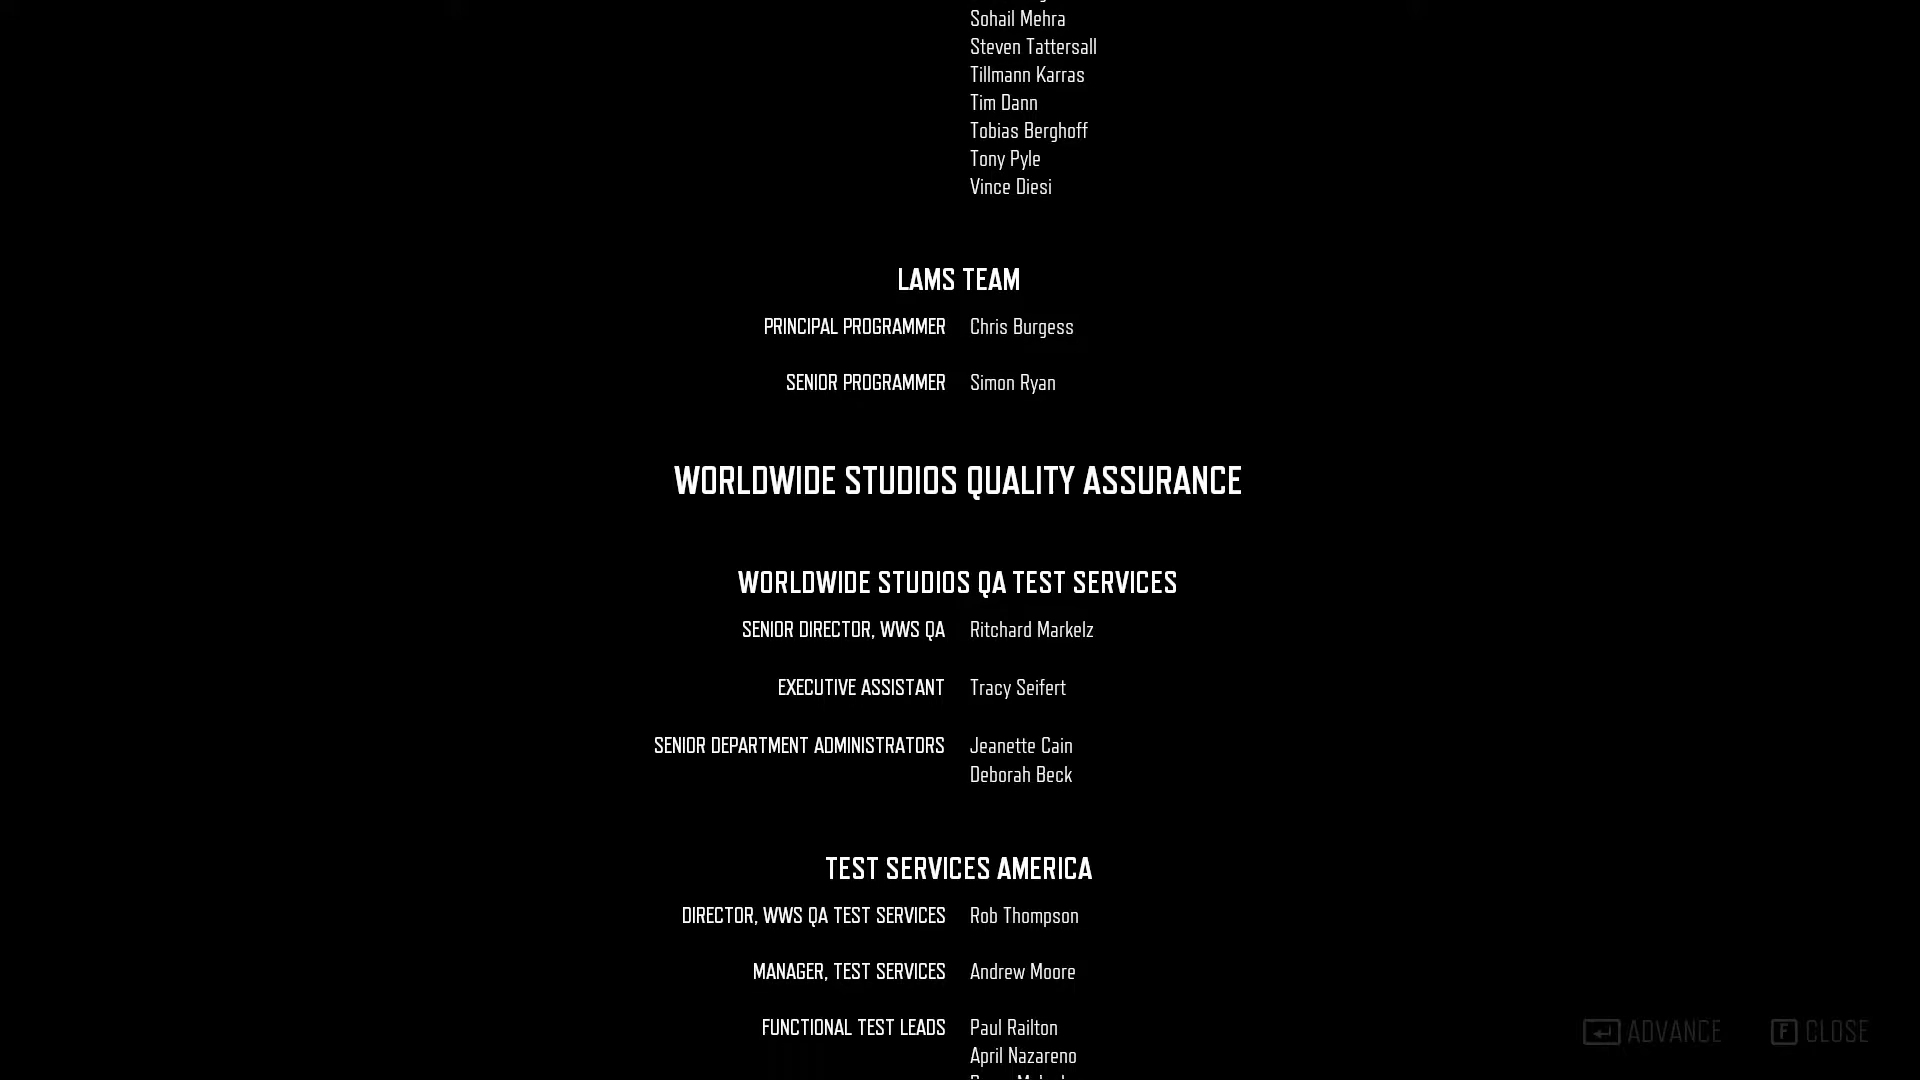 Sohail Mehra
Steven Tattersall
Tillmann Karras
Tim Dann
Tobias Berghoff
Tony Pyle
Vince Diesi
LAMS TEAM
PRINCIPAL PROGRAMMER Chris Burgess
SENIOR PROGRAMMER Simon Ryan
WORLDWIDE STUDIOS QUALITY ASSURANCE
WORLDWIDE STUDIOS QA TEST SERVICES
SENIOR DIRECTOR, WWS QA Ritchard Markelz
EXECUTIVE ASSISTANT Tracy Seifert
SENIOR DEPARTMENT ADMINISTRATORS Jeanette Cain
Deborah Beck
TEST SERVICES AMERICA
DIRECTOR, WWS QA TEST SERVICES Rob Thompson
MANAGER, TEST SERVICES Andrew Moore
FUNCTIONAL TEST LEADS Paul Railton
April Nazareno
ADVANCE F CLOSE